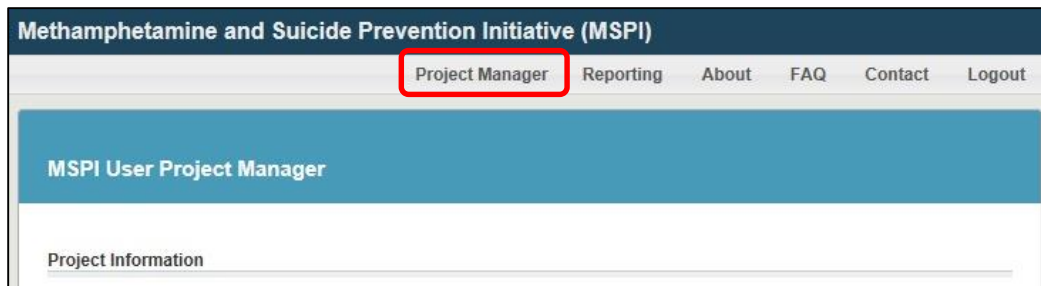 Methamphetamine and Suicide Prevention Initiative (MSPI)
Project Manager Reporting About FAQ Contact Logout
MSPI User Project Manager
Project Information